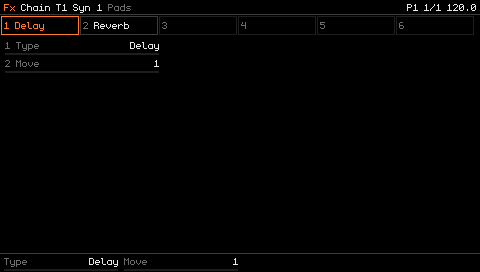 Fx Chain T1 Syn 1 Pads P1 1/1 120.0
1 Delay 2 Reverb 3 4 5 6
1 Type Delay
2 Move 1
Type Delay Move 1